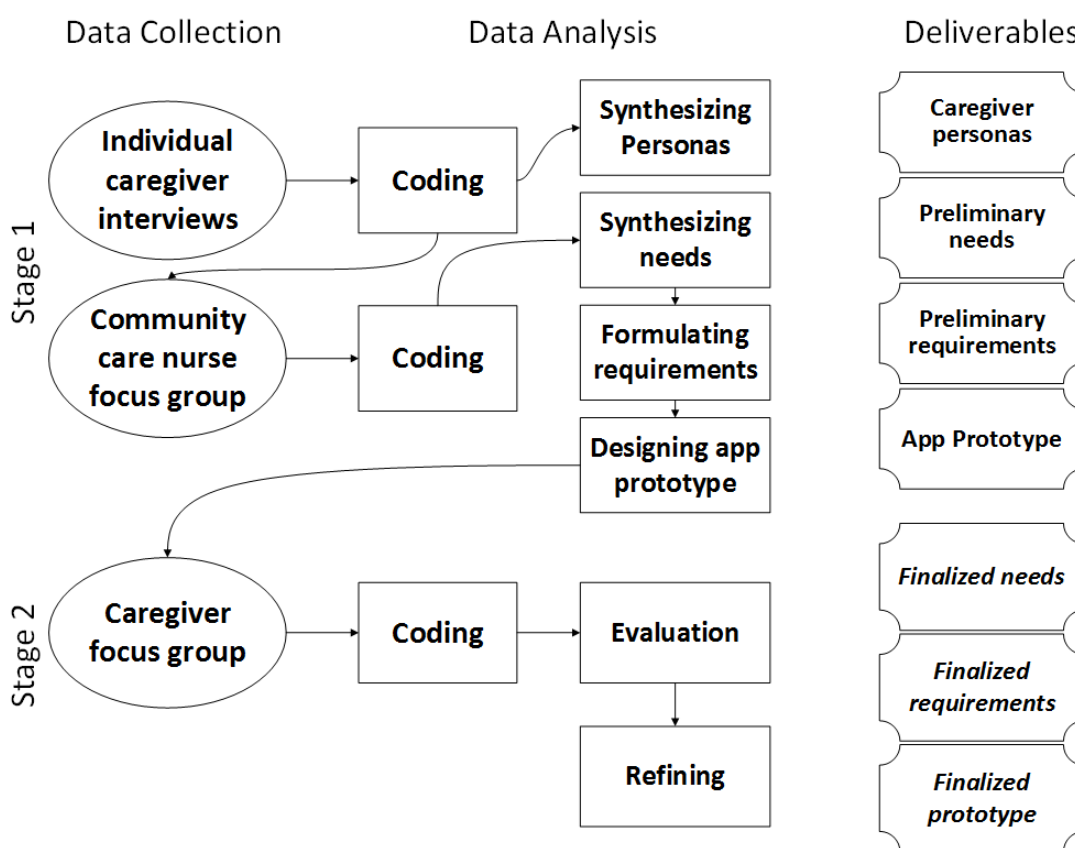 Data Collection
Data Analysis
Deliverables
Stage 1
Individual
caregiver
interviews
Coding
Synthesizing
Personas
Caregiver
personas
Synthesizing
needs
Preliminary
needs
Community
care nurse
focus group
Coding
Formulating
requirements
Preliminary
requirements
Designing app
prototype
App Prototype
Stage 2
Caregiver
focus group
Coding
Evaluation
Refining
Finalized needs
Finalized
requirements
Finalized
prototype